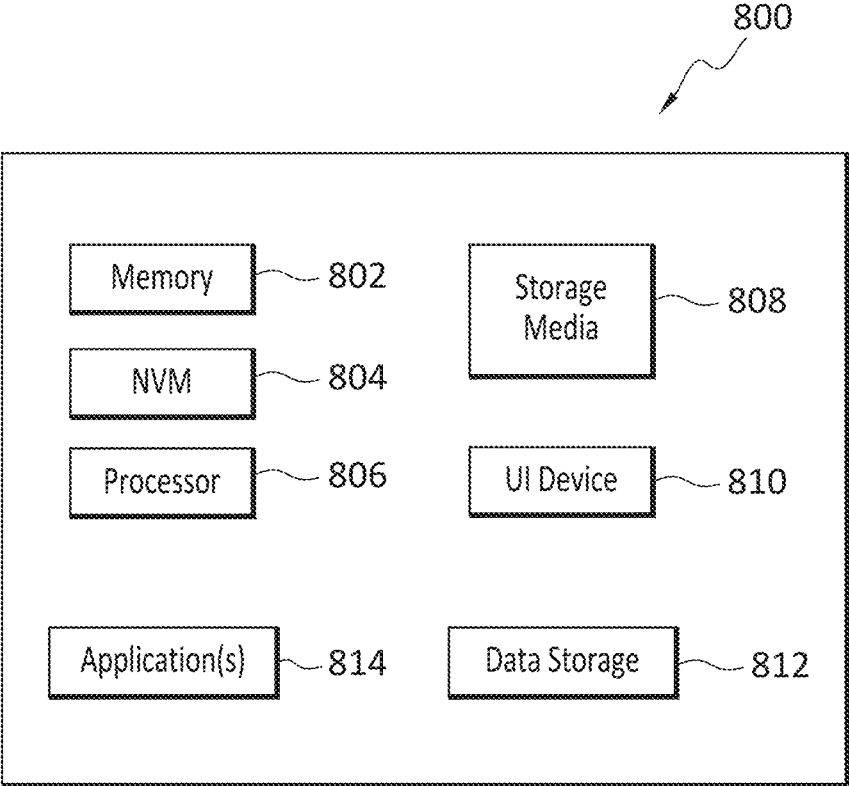 800
Memory 802
Storage
Media 808
NVM 804
Processor 806
UI Device 810
Application(s) 814
Data Storage 812